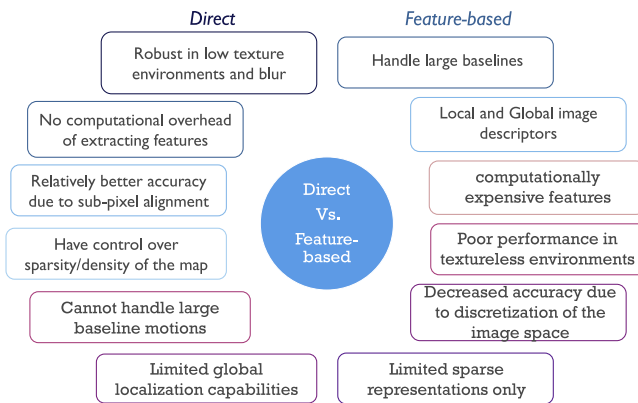 Direct
Robust in low texture
environments and blur
No computational overhead
of extracting features
Relatively better accuracy
due to sub-pixel alignment
Have control over
sparsity/density of the map
Cannot handle large
baseline motions
Limited global
localization capabilities
Direct
Vs.
Feature-
based
Feature-based
Handle large baselines
Local and Global image
descriptors
computationally
expensive features
Poor performance in
textureless environments
Decreased accuracy due
to discretization of the
image space
Limited sparse
representations only